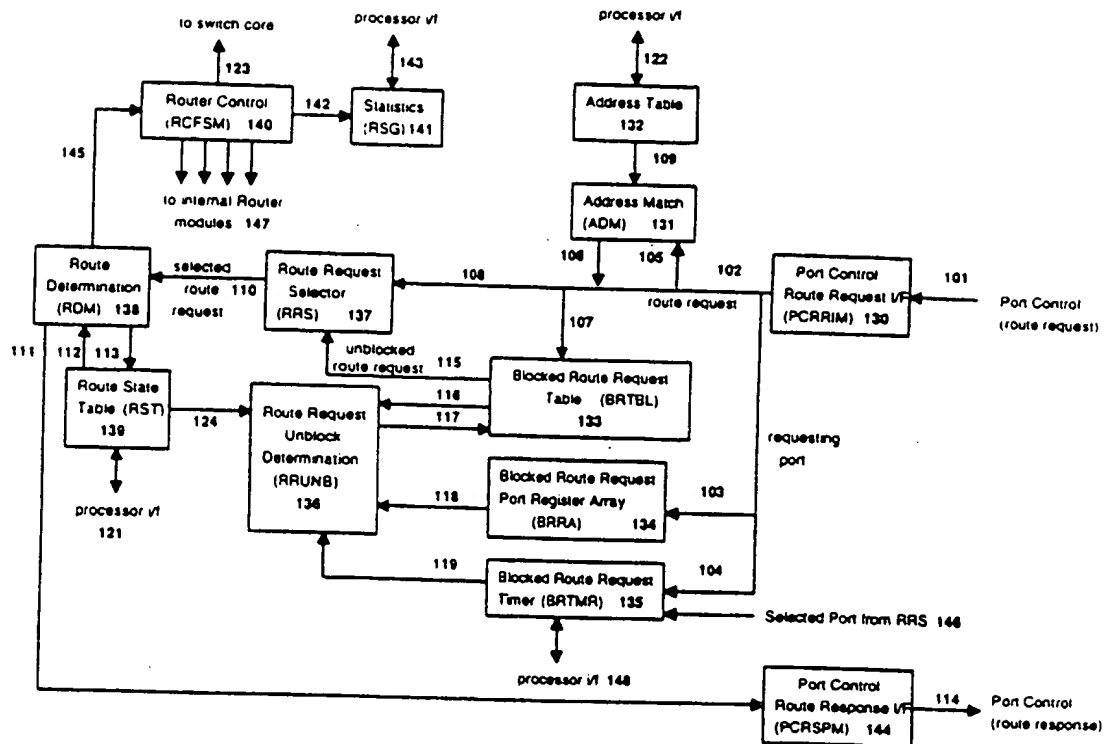 to switch core
123
processor i/f
143
processor i/f
122
Router Control
(RCFSM) 140
142
Statistics
(RSG) 141
Address Table
132
145
109
to internal Router
modules 147
Address Match
(ADM) 131
106
105
102
Route
Determination
(RDM) 138
selected
route 110
request
Route Request
Selector
(RRS) 137
108
route request
Port Control
Route Request I/F
(PCRRIM) 130
101
Port Control
(route request)
111
112
113
107
unblocked
route request
115
Route State
Table (RST)
139
124
Route Request
Unblock
Determination
(RRUNB)
136
116
117
Blocked Route Request
Table (BRTBL)
133
requesting
port
processor i/f
121
118
Blocked Route Request
Port Register Array
(BRRA) 134
103
119
Blocked Route Request
Timer (BRTMR) 135
104
Selected Port from RRS 146
processor i/f 148
Port Control
Route Response I/F
(PCRSPM) 144
114
Port Control
(route response)